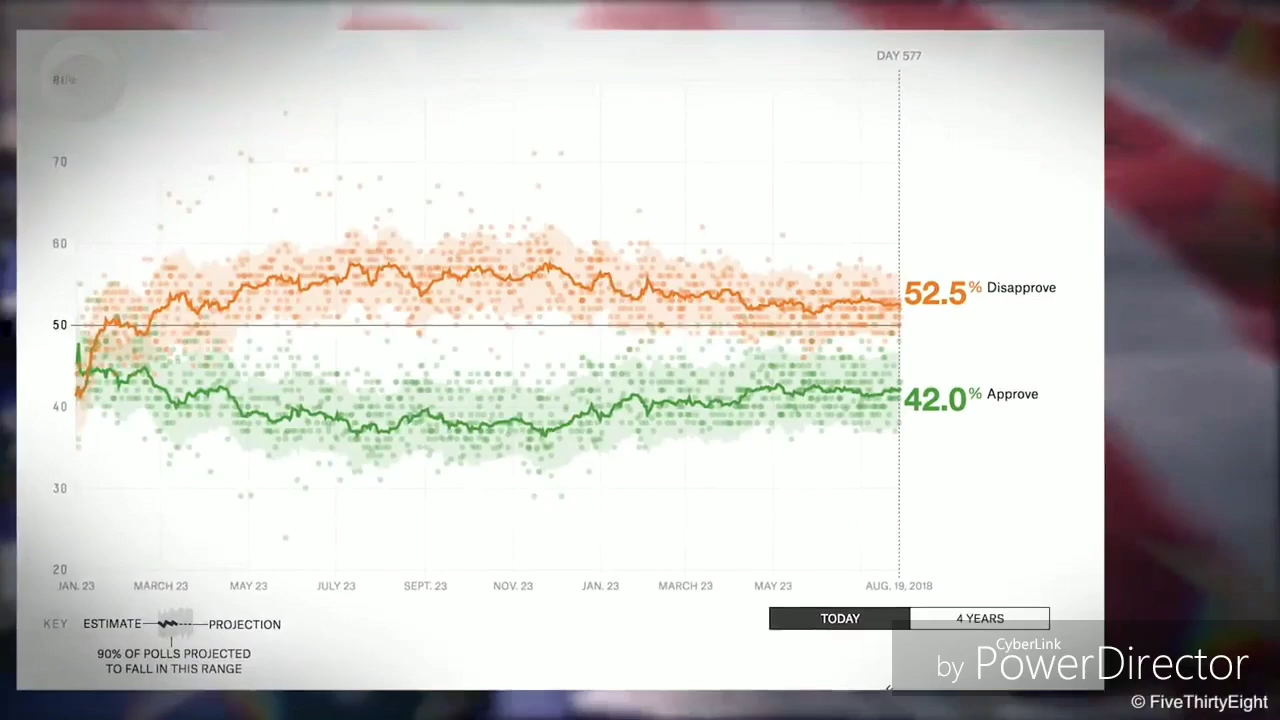 DAY 577
80%
70
60
50
40
30
20
52.5% Disapprove
42.0% Approve
JAN. 23 MARCH 23 MAY 23 JULY 23 SEPT. 23 NOV. 23 JAN. 23 MARCH 23 MAY 23 AUG. 19, 2018
KEY ESTIMATE PROJECTION
90% OF POLLS PROJECTED
TO FALL IN THIS RANGE
TODAY 4 YEARS
CyberLink
by PowerDirector
© FiveThirtyEight